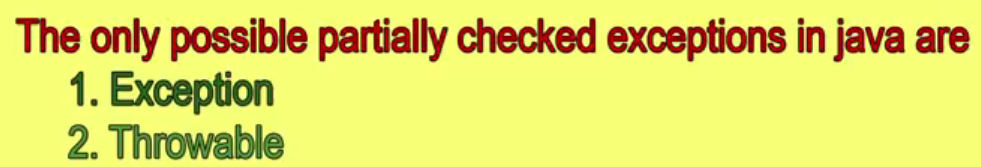 The only possible partially checked exceptions in java are
1. Exception
2. Throwable